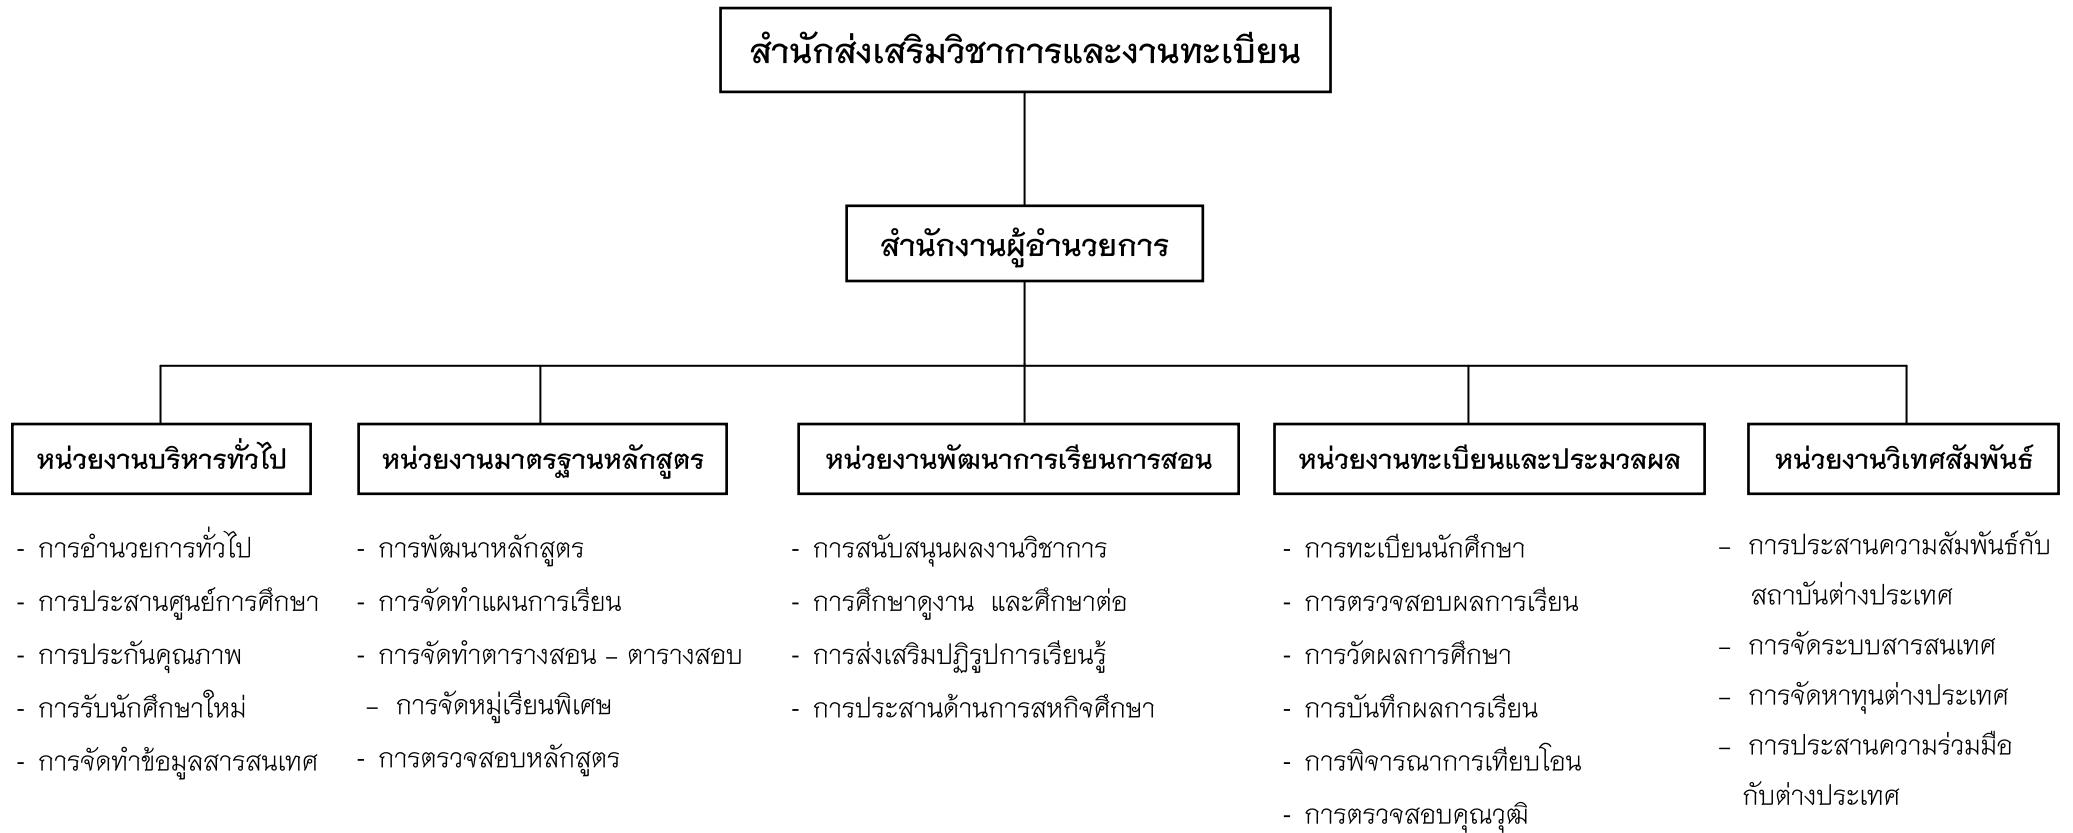 สำนักส่งเสริมวิชาการและงานทะเบียน
สำนักงานผู้อำนวยการ
หน่วยงานบริหารทั่วไป
- การอำนวยการทั่วไป
- การประสานศูนย์การศึกษา
- การประกันคุณภาพ
- การรับนักศึกษาใหม่
- การจัดทำข้อมูลสารสนเทศ
หน่วยงานมาตรฐานหลักสูตร
- การพัฒนาหลักสูตร
- การจัดทำแผนการเรียน
- การจัดทำตารางสอน – ตารางสอบ
– การจัดหมู่เรียนพิเศษ
- การตรวจสอบหลักสูตร
หน่วยงานพัฒนาการเรียนการสอน
- การสนับสนุนผลงานวิชาการ
- การศึกษาดูงาน และศึกษาต่อ
- การส่งเสริมปฏิรูปการเรียนรู้
- การประสานด้านการสหกิจศึกษา
หน่วยงานทะเบียนและประมวลผล
- การทะเบียนนักศึกษา
- การตรวจสอบผลการเรียน
- การวัดผลการศึกษา
- การบันทึกผลการเรียน
- การพิจารณาการเทียบโอน
- การตรวจสอบคุณวุฒิ
หน่วยงานวิเทศสัมพันธ์
– การประสานความสัมพันธ์กับ
สถาบันต่างประเทศ
– การจัดระบบสารสนเทศ
– การจัดหาทุนต่างประเทศ
– การประสานความร่วมมือ
กับต่างประเทศ